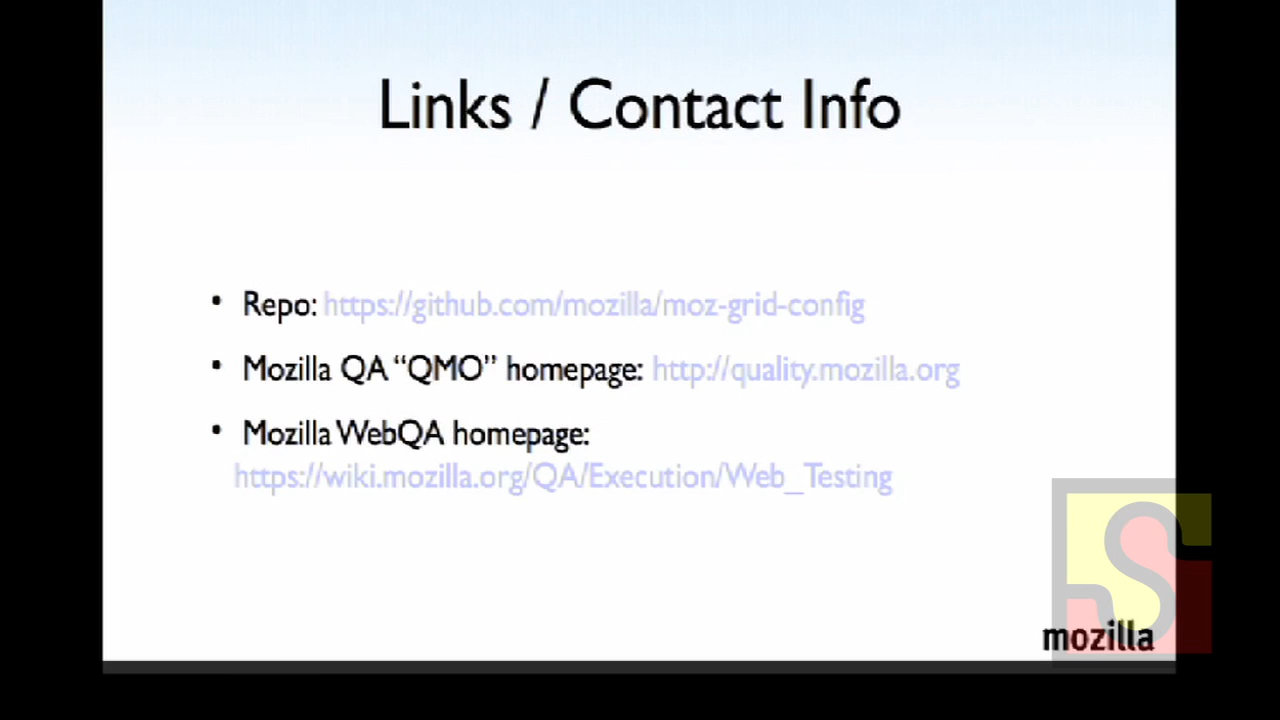 Links / Contact Info
• Repo: https://github.com/mozilla/moz-grid-config
• Mozilla QA “QMO” homepage: http://quality.mozilla.org
• Mozilla WebQA homepage:
https://wiki.mozilla.org/QA/Execution/Web_Testing
mozilla